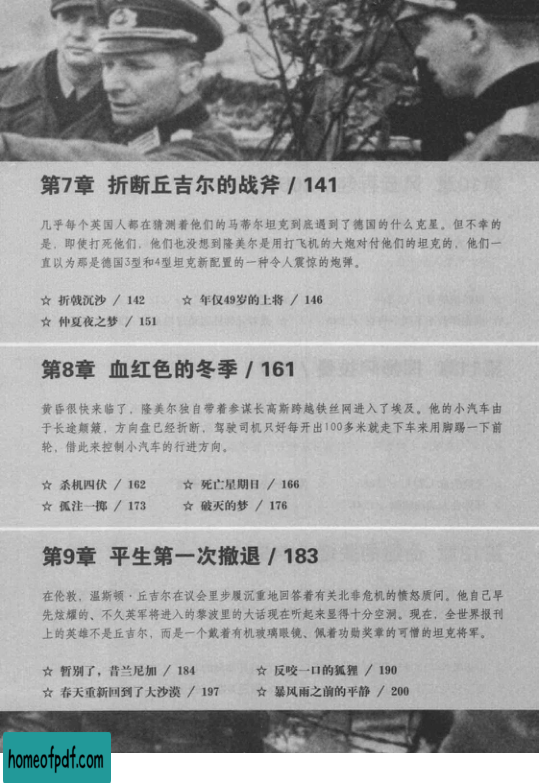 第7章 折断丘吉尔的战斧 / 141
几乎每个英国人都在猜测着他们的马蒂尔坦克到底遇到了德国的什么克星。但不幸的
是，即使打死他们，他们也没想到隆美尔是用打飞机的大炮对付他们的坦克的，他们一
直以为那是德国3型和4型坦克新配置的一种令人震惊的炮弹。
☆ 折戟沉沙 / 142 ☆ 年仅49岁的上将 / 146
☆ 仲夏夜之梦 / 151
第8章 血红色的冬季 / 161
黄昏很快来临了，隆美尔独自带着参谋长高斯跨越铁丝网进入了埃及。他的小汽车由
于长途颠簸，方向盘已经折断，驾驶司机只好每开出100多米就走下车来用脚踢一下前
轮，借此来控制小汽车的行进方向。
☆ 杀机四伏 / 162 ☆ 死亡星期日 / 166
☆ 孤注一掷 / 173 ☆ 破灭的梦 / 176
第9章 平生第一次撤退 / 183
在伦敦，温斯顿·丘吉尔在议会里步履沉重地回答着有关北非危机的愤怒质问。他自己早
先炫耀的、不久英军将进入的黎波里的大话现在听起来显得十分空洞。现在，全世界报刊
上的英雄不是丘吉尔，而是一个戴着有机玻璃眼镜、佩着功勋奖章的可憎的坦克将军。
☆ 暂别了，昔兰尼加 / 184 ☆ 反咬一口的狐狸 / 190
☆ 春天重新回到了大沙漠 / 197 ☆ 暴风雨之前的平静 / 200
homeofpdf.com